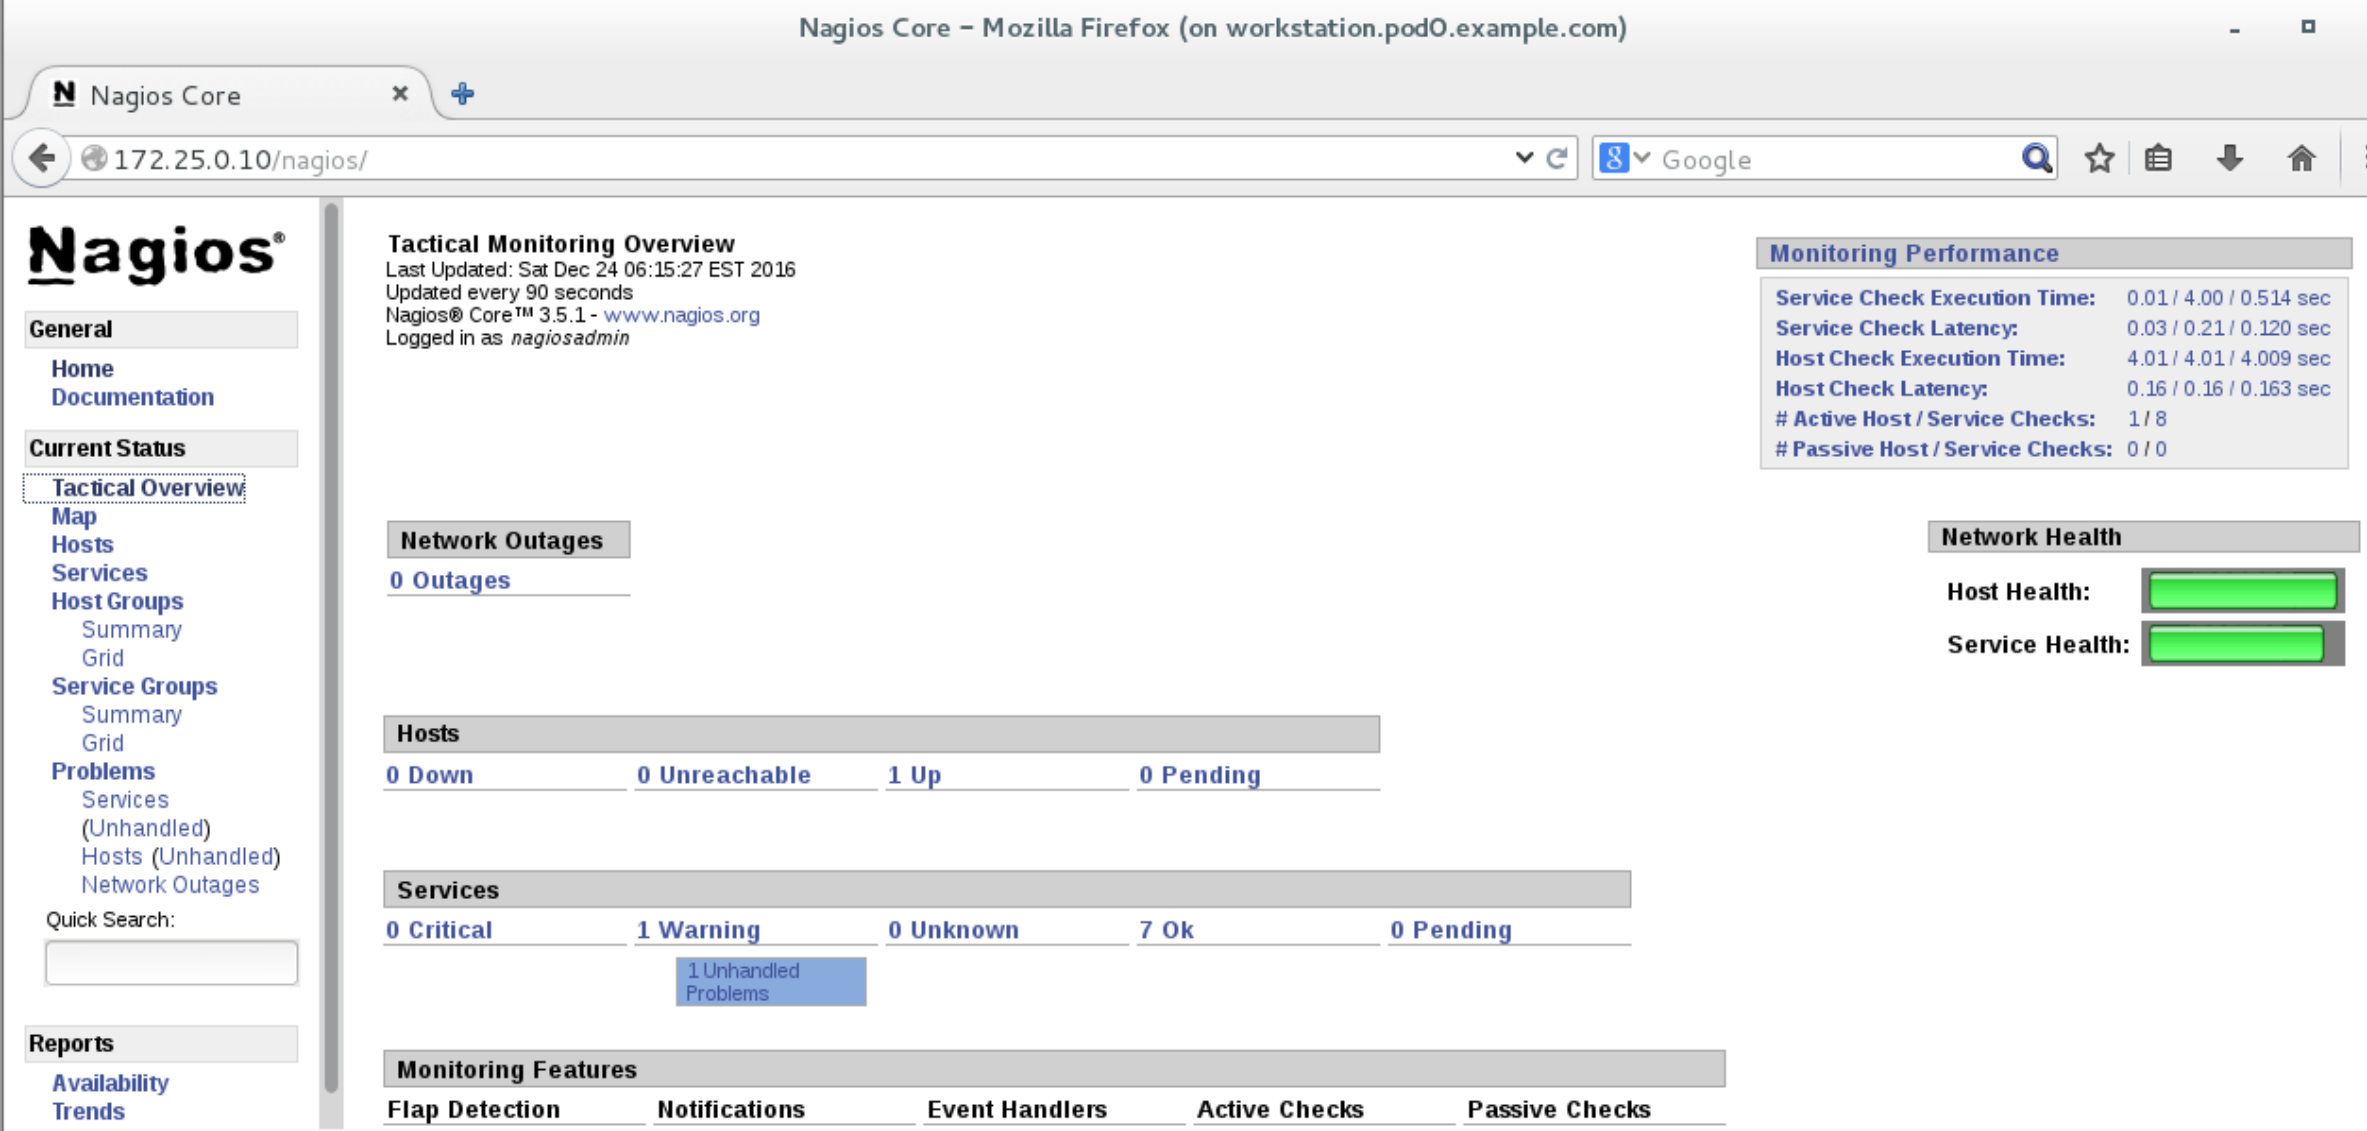 Nagios Core - Mozilla Firefox (on workstation.pod0.example.com)
Nagios Core
172.25.0.10/nagios/
Google
Nagios®
General
Home
Documentation
Current Status
Tactical Overview
Map
Hosts
Services
Host Groups
Summary
Grid
Service Groups
Summary
Grid
Problems
Services
(Unhandled)
Hosts (Unhandled)
Network Outages
Quick Search:
Reports
Availability
Trends
Tactical Monitoring Overview
Last Updated: Sat Dec 24 06:15:27 EST 2016
Updated every 90 seconds
Nagios® Core™ 3.5.1 - www.nagios.org
Logged in as nagiosadmin
Monitoring Performance
Service Check Execution Time: 0.01 / 4.00 / 0.514 sec
Service Check Latency: 0.03 / 0.21 / 0.120 sec
Host Check Execution Time: 4.01 / 4.01 / 4.009 sec
Host Check Latency: 0.16 / 0.16 / 0.163 sec
# Active Host / Service Checks: 1 / 8
# Passive Host / Service Checks: 0 / 0
Network Outages
0 Outages
Network Health
Host Health:
Service Health:
Hosts
0 Down 0 Unreachable 1 Up 0 Pending
Services
0 Critical 1 Warning 0 Unknown 7 Ok 0 Pending
1 Unhandled
Problems
Monitoring Features
Flap Detection Notifications Event Handlers Active Checks Passive Checks